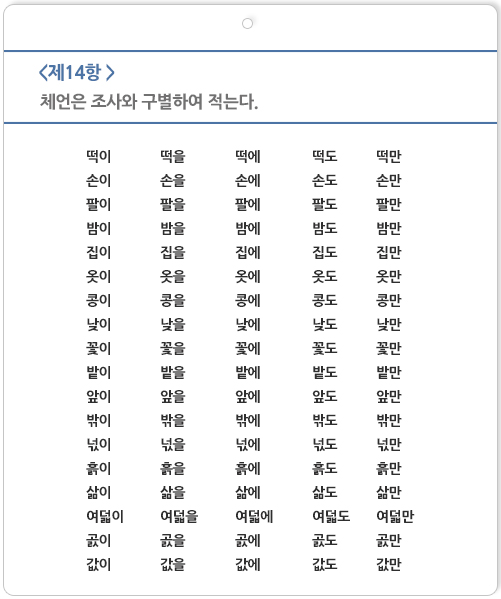 <제14항 >
체언은 조사와 구별하여 적는다.
떡이 떡을 떡에 떡도 떡만
손이 손을 손에 손도 손만
팔이 팔을 팔에 팔도 팔만
밤이 밤을 밤에 밤도 밤만
집이 집을 집에 집도 집만
옷이 옷을 옷에 옷도 옷만
콩이 콩을 콩에 콩도 콩만
낮이 낮을 낮에 낮도 낮만
꽃이 꽃을 꽃에 꽃도 꽃만
밭이 밭을 밭에 밭도 밭만
앞이 앞을 앞에 앞도 앞만
밖이 밖을 밖에 밖도 밖만
넋이 넋을 넋에 넋도 넋만
흙이 흙을 흙에 흙도 흙만
삶이 삶을 삶에 삶도 삶만
여덟이 여덟을 여덟에 여덟도 여덟만
곬이 곬을 곬에 곬도 곬만
값이 값을 값에 값도 값만